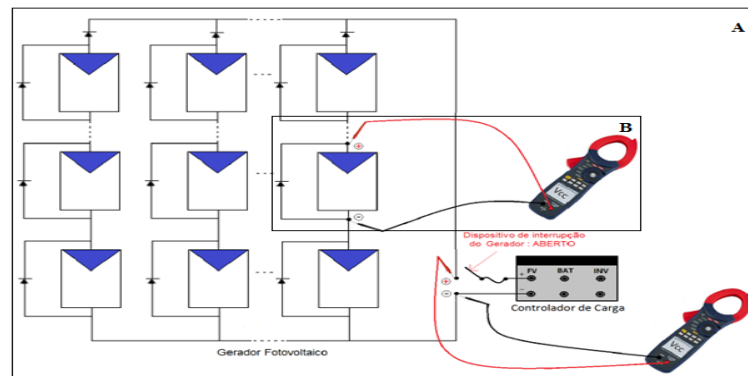 A
B
Vcc
Dispositivo de interrupção
do Gerador : ABERTO
FV BAT INV
Controlador de Carga
Vcc
Gerador Fotovoltaico